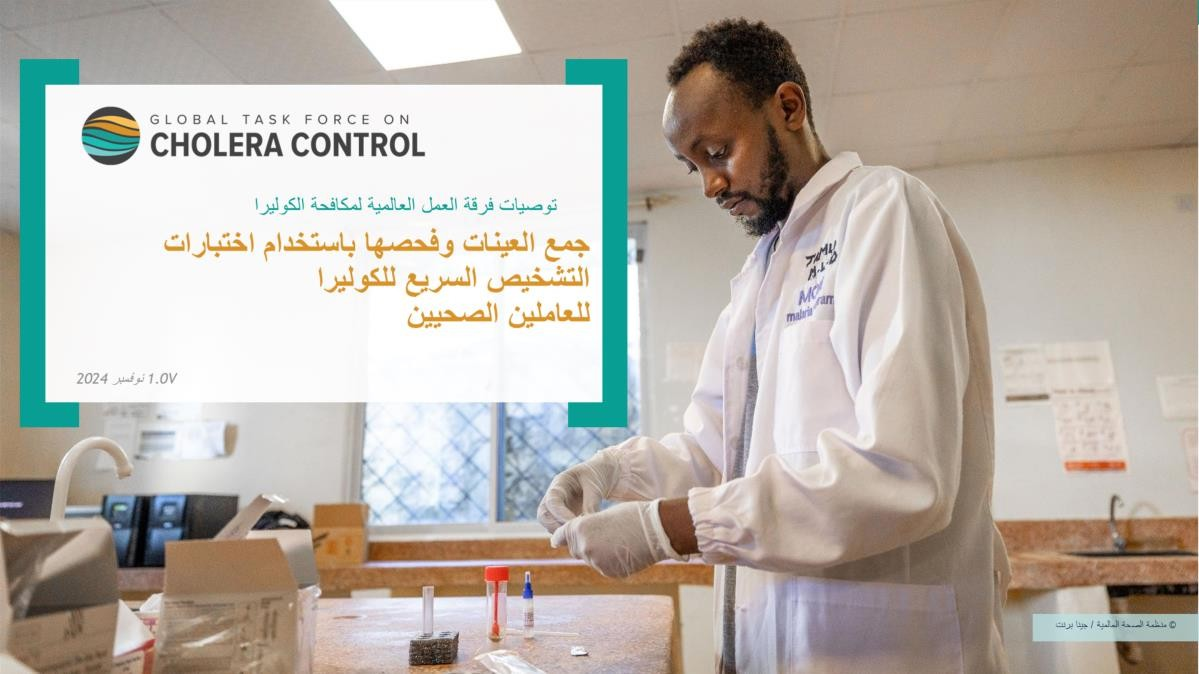 GLOBAL TASK FORCE ON
CHOLERA CONTROL
توصيات فرقة العمل العالمية لمكافحة الكوليرا
جمع العينات وفحصها باستخدام اختبارات
التشخيص السريع للكوليرا
للعاملين الصحيين
1.0V نوفمبر 2024
© منظمة الصحة العالمية / جينا برنت